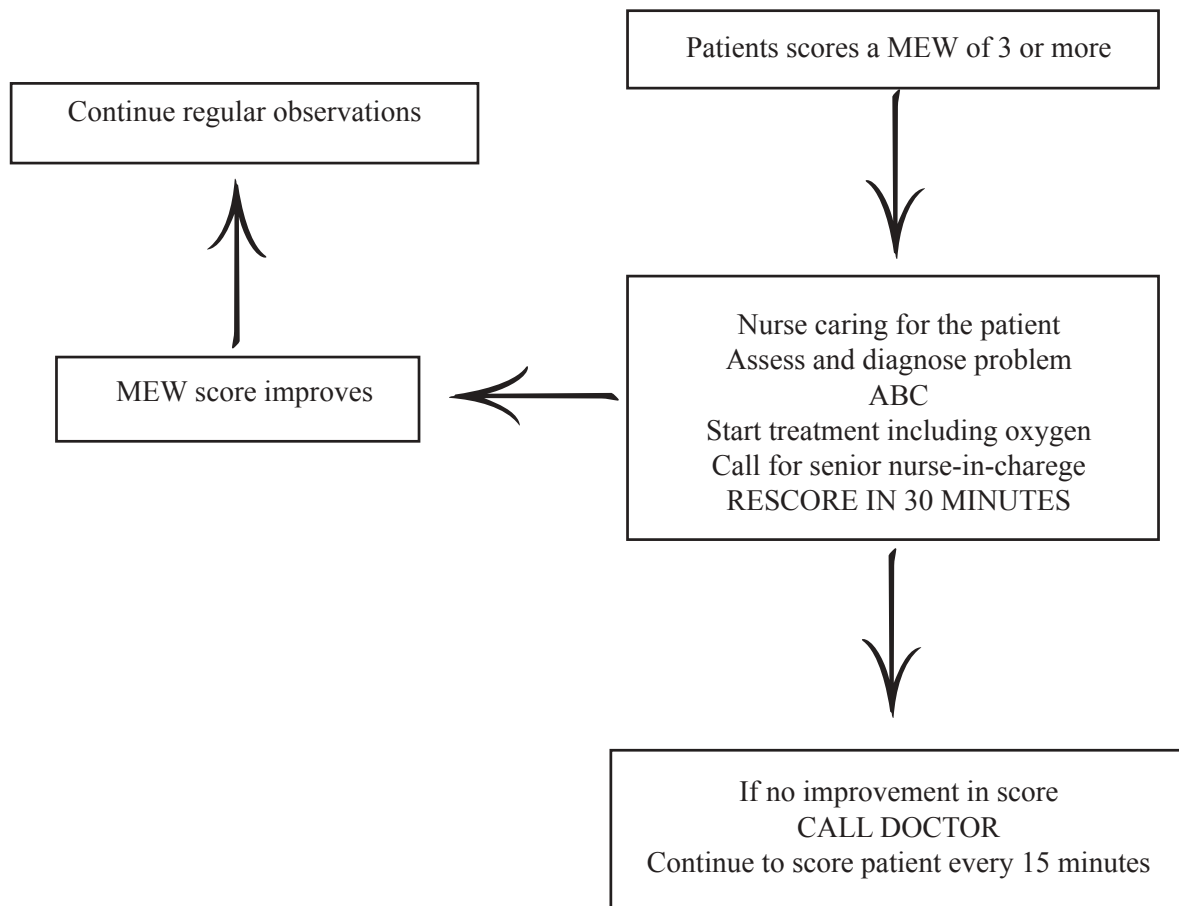 Patients scores a MEW of 3 or more
Continue regular observations
Nurse caring for the patient
Assess and diagnose problem
ABC
Start treatment including oxygen
Call for senior nurse-in-charege
RESCORE IN 30 MINUTES
MEW score improves
If no improvement in score
CALL DOCTOR
Continue to score patient every 15 minutes